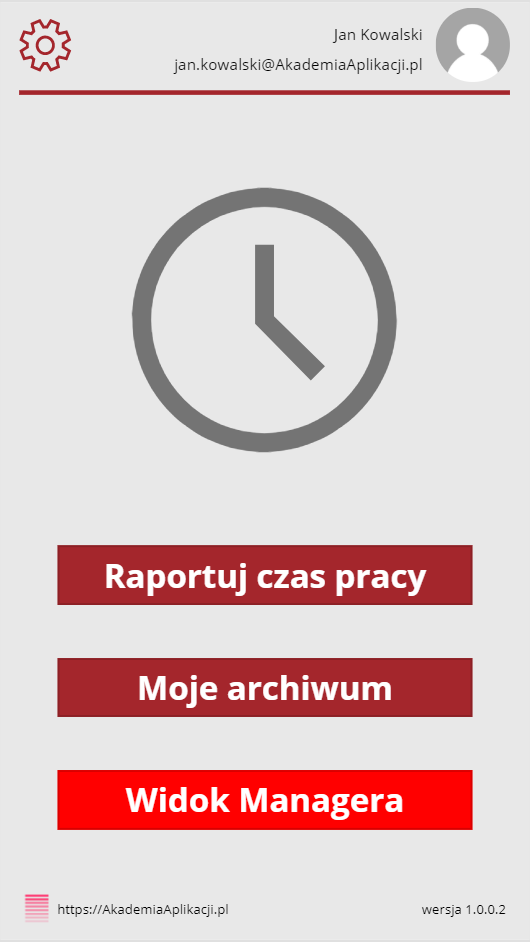 Jan Kowalski
jan.kowalski@AkademiaAplikacji.pl
Raportuj czas pracy
Moje archiwum
Widok Managera
https://AkademiaAplikacji.pl
wersja 1.0.0.2